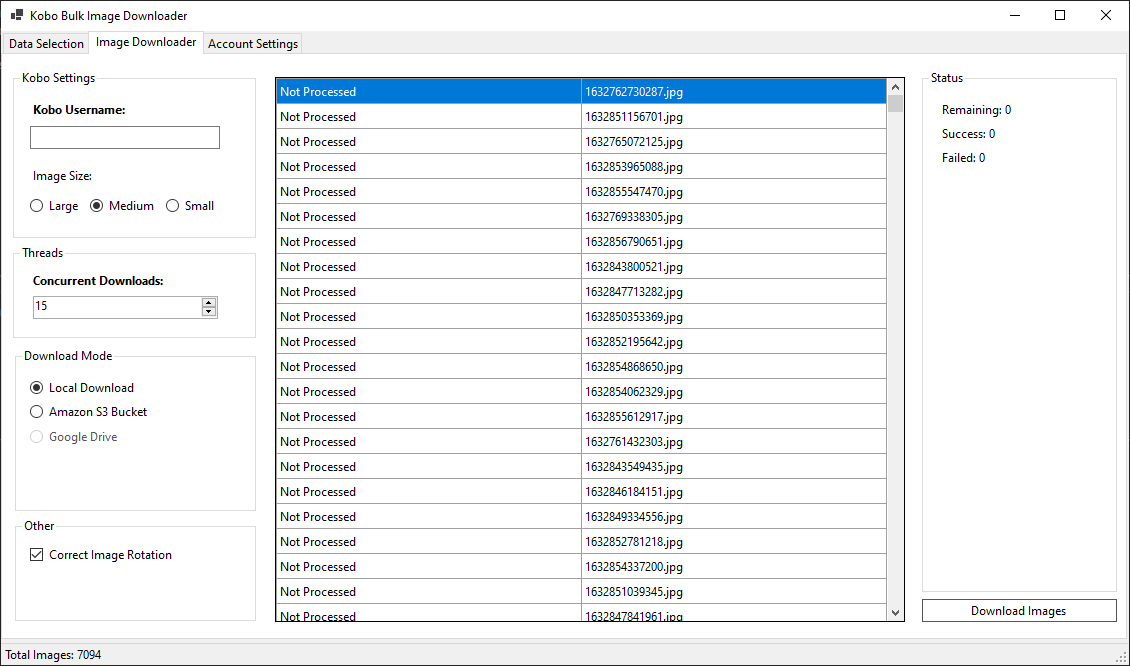 Kobo Bulk Image Downloader
Data Selection Image Downloader Account Settings
Kobo Settings
Kobo Username:
Image Size:
Large Medium Small
Threads
Concurrent Downloads:
15
Download Mode
Local Download
Amazon S3 Bucket
Google Drive
Other
Correct Image Rotation
Not Processed 1632762730287.jpg
Not Processed 1632851156701.jpg
Not Processed 1632765072125.jpg
Not Processed 1632853965088.jpg
Not Processed 1632855547470.jpg
Not Processed 1632769338305.jpg
Not Processed 1632856790651.jpg
Not Processed 1632843800521.jpg
Not Processed 1632847713282.jpg
Not Processed 1632850353369.jpg
Not Processed 1632852195642.jpg
Not Processed 1632854868650.jpg
Not Processed 1632854062329.jpg
Not Processed 1632855612917.jpg
Not Processed 1632761432303.jpg
Not Processed 1632843549435.jpg
Not Processed 1632846184151.jpg
Not Processed 1632849334556.jpg
Not Processed 1632852781218.jpg
Not Processed 1632854337200.jpg
Not Processed 1632851039345.jpg
Not Processed 1632847841961.jpg
Status
Remaining: 0
Success: 0
Failed: 0
Download Images
Total Images: 7094